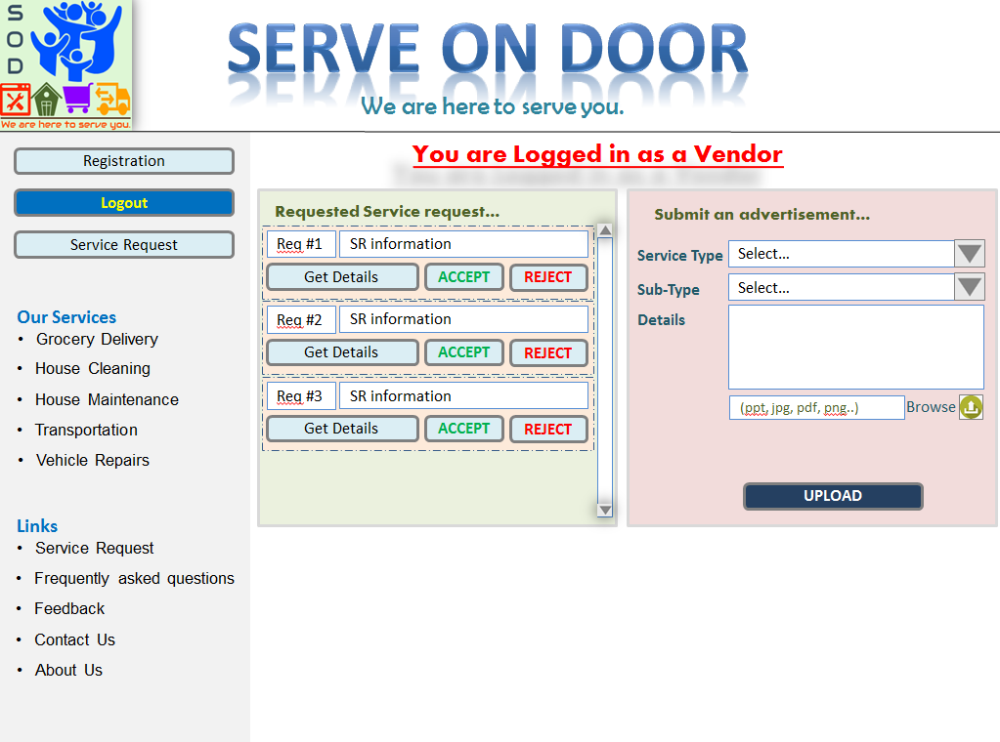 S
O
D
We are here to serve you.
SERVE ON DOOR
We are here to serve you.
Registration
Logout
Service Request
Our Services
• Grocery Delivery
• House Cleaning
• House Maintenance
• Transportation
• Vehicle Repairs
Links
• Service Request
• Frequently asked questions
• Feedback
• Contact Us
• About Us
You are Logged in as a Vendor
Requested Service request...
Req #1 SR information
Get Details ACCEPT REJECT
Req #2 SR information
Get Details ACCEPT REJECT
Req #3 SR information
Get Details ACCEPT REJECT
Submit an advertisement...
Service Type Select...
Sub-Type Select...
Details
(ppt, jpg, pdf, png..) Browse
UPLOAD